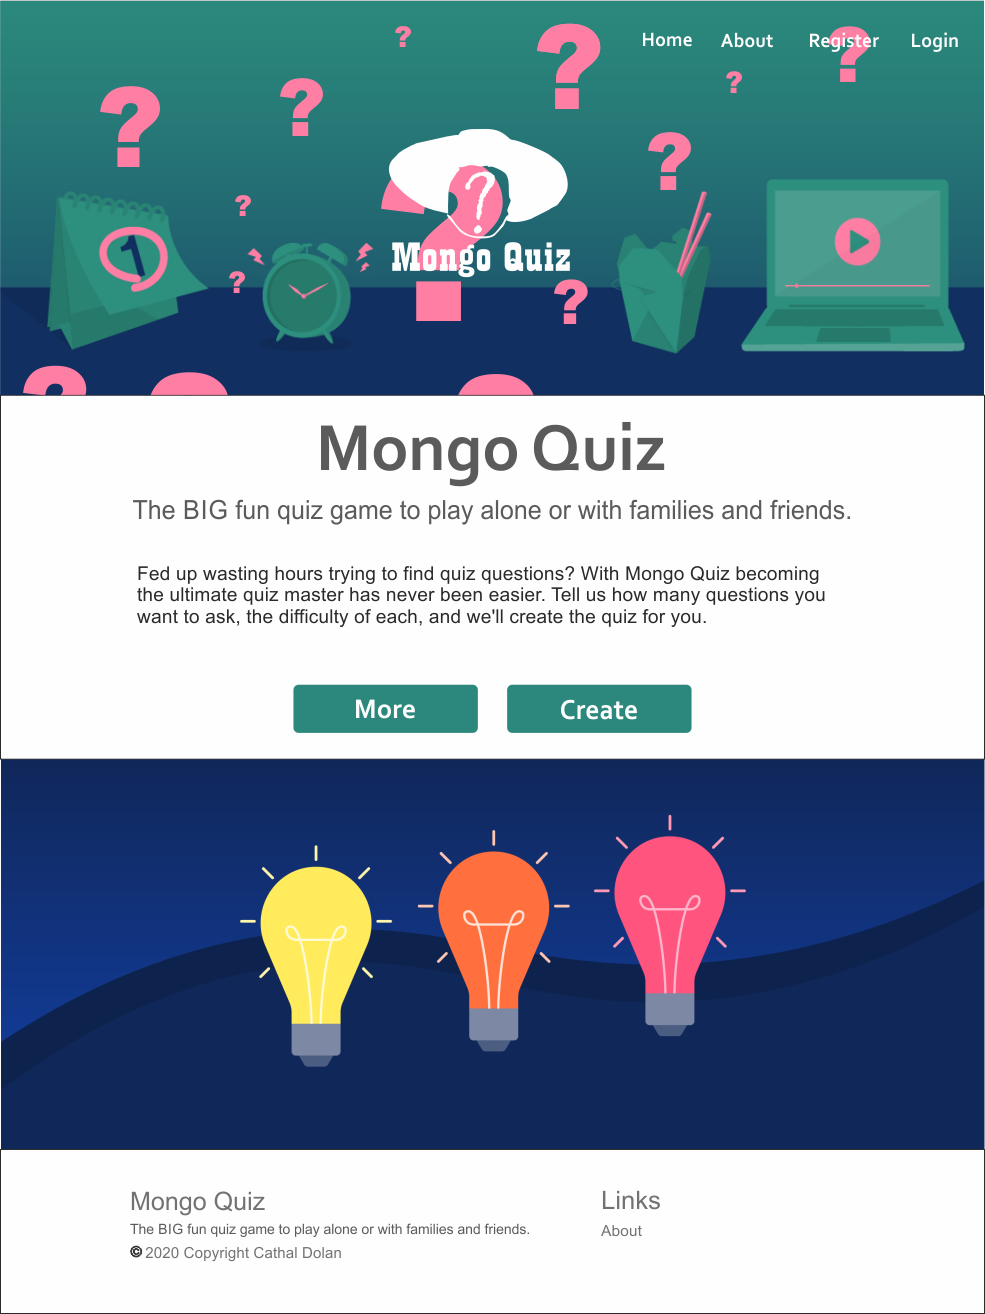 Home About Register Login
?
?
?
?
?
?
?
?
?
1
Mongo Quiz
?
?
Mongo Quiz
The BIG fun quiz game to play alone or with families and friends.
Fed up wasting hours trying to find quiz questions? With Mongo Quiz becoming
the ultimate quiz master has never been easier. Tell us how many questions you
want to ask, the difficulty of each, and we'll create the quiz for you.
More Create
Mongo Quiz
The BIG fun quiz game to play alone or with families and friends.
© 2020 Copyright Cathal Dolan
Links
About